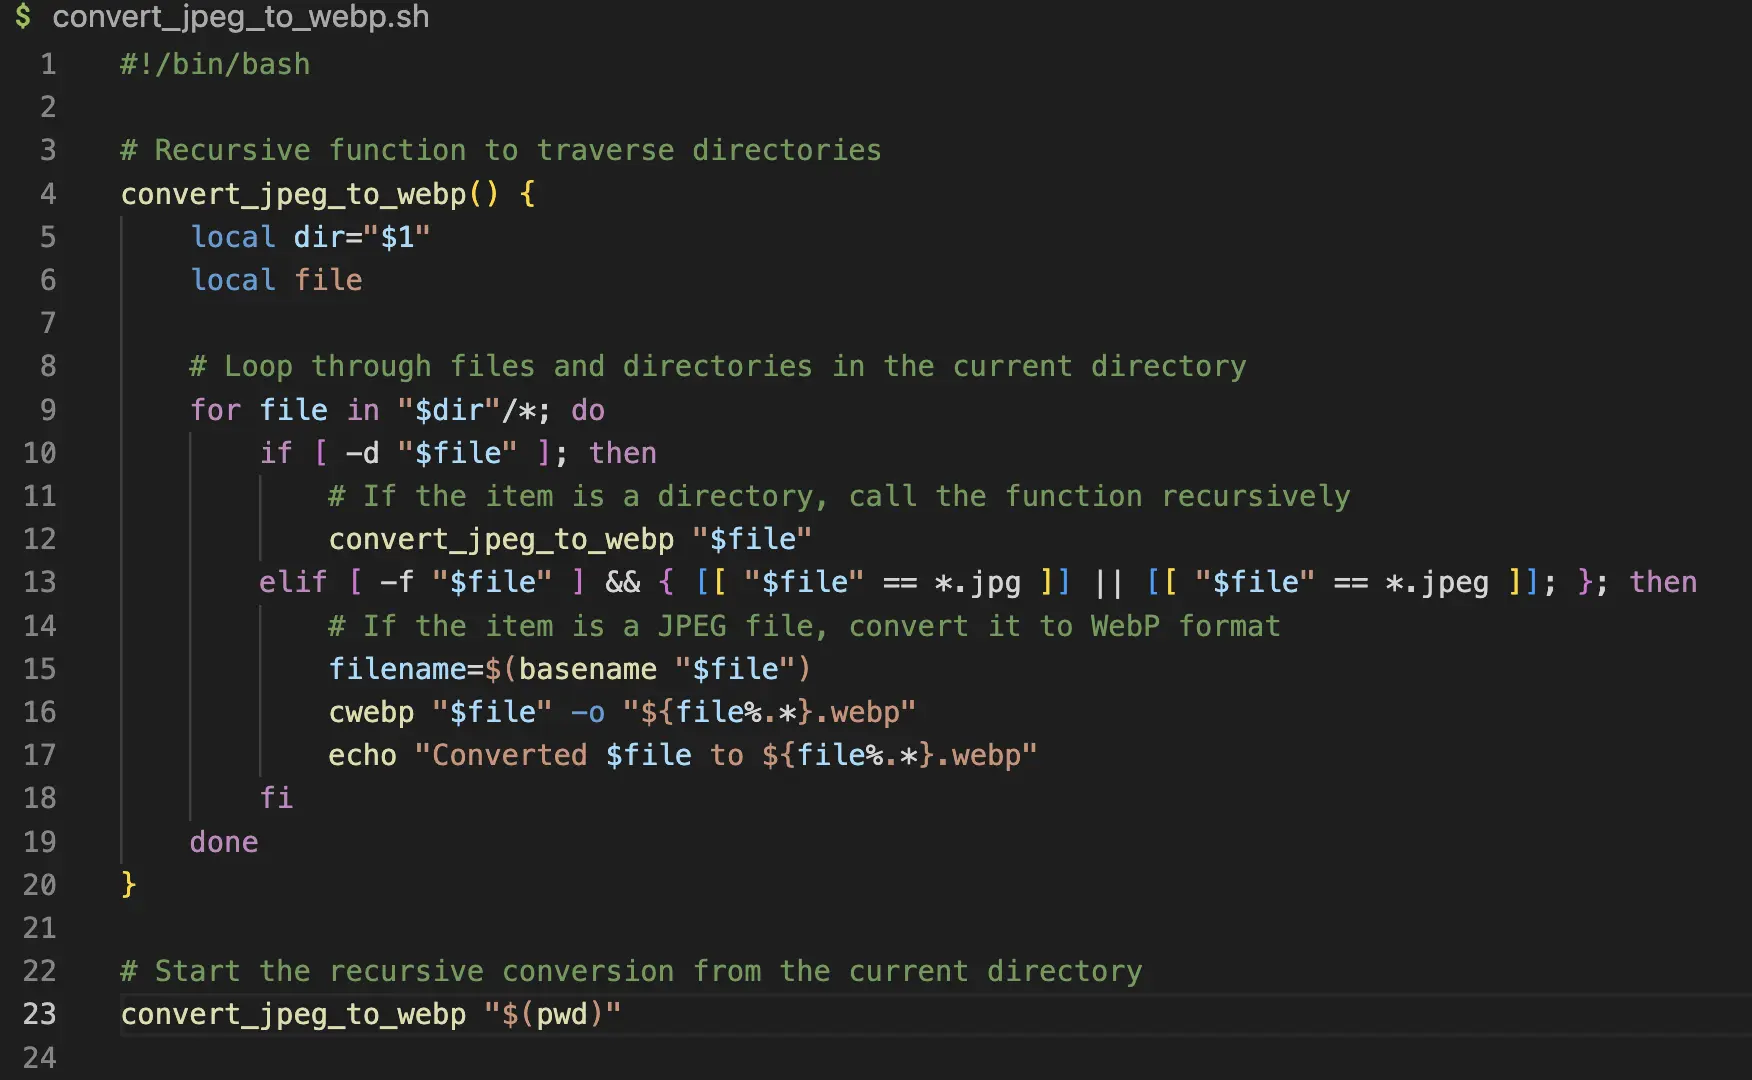 $ convert_jpeg_to_webp.sh
1 #!/bin/bash
2
3 # Recursive function to traverse directories
4 convert_jpeg_to_webp() {
5     local dir="$1"
6     local file
7
8     # Loop through files and directories in the current directory
9     for file in "$dir"/*; do
10         if [ -d "$file" ]; then
11             # If the item is a directory, call the function recursively
12             convert_jpeg_to_webp "$file"
13         elif [ -f "$file" ] && { [[ "$file" == *.jpg ]] || [[ "$file" == *.jpeg ]]; }; then
14             # If the item is a JPEG file, convert it to WebP format
15             filename=$(basename "$file")
16             cwebp "$file" -o "${file%.*}.webp"
17             echo "Converted $file to ${file%.*}.webp"
18         fi
19     done
20 }
21
22 # Start the recursive conversion from the current directory
23 convert_jpeg_to_webp "$(pwd)"
24